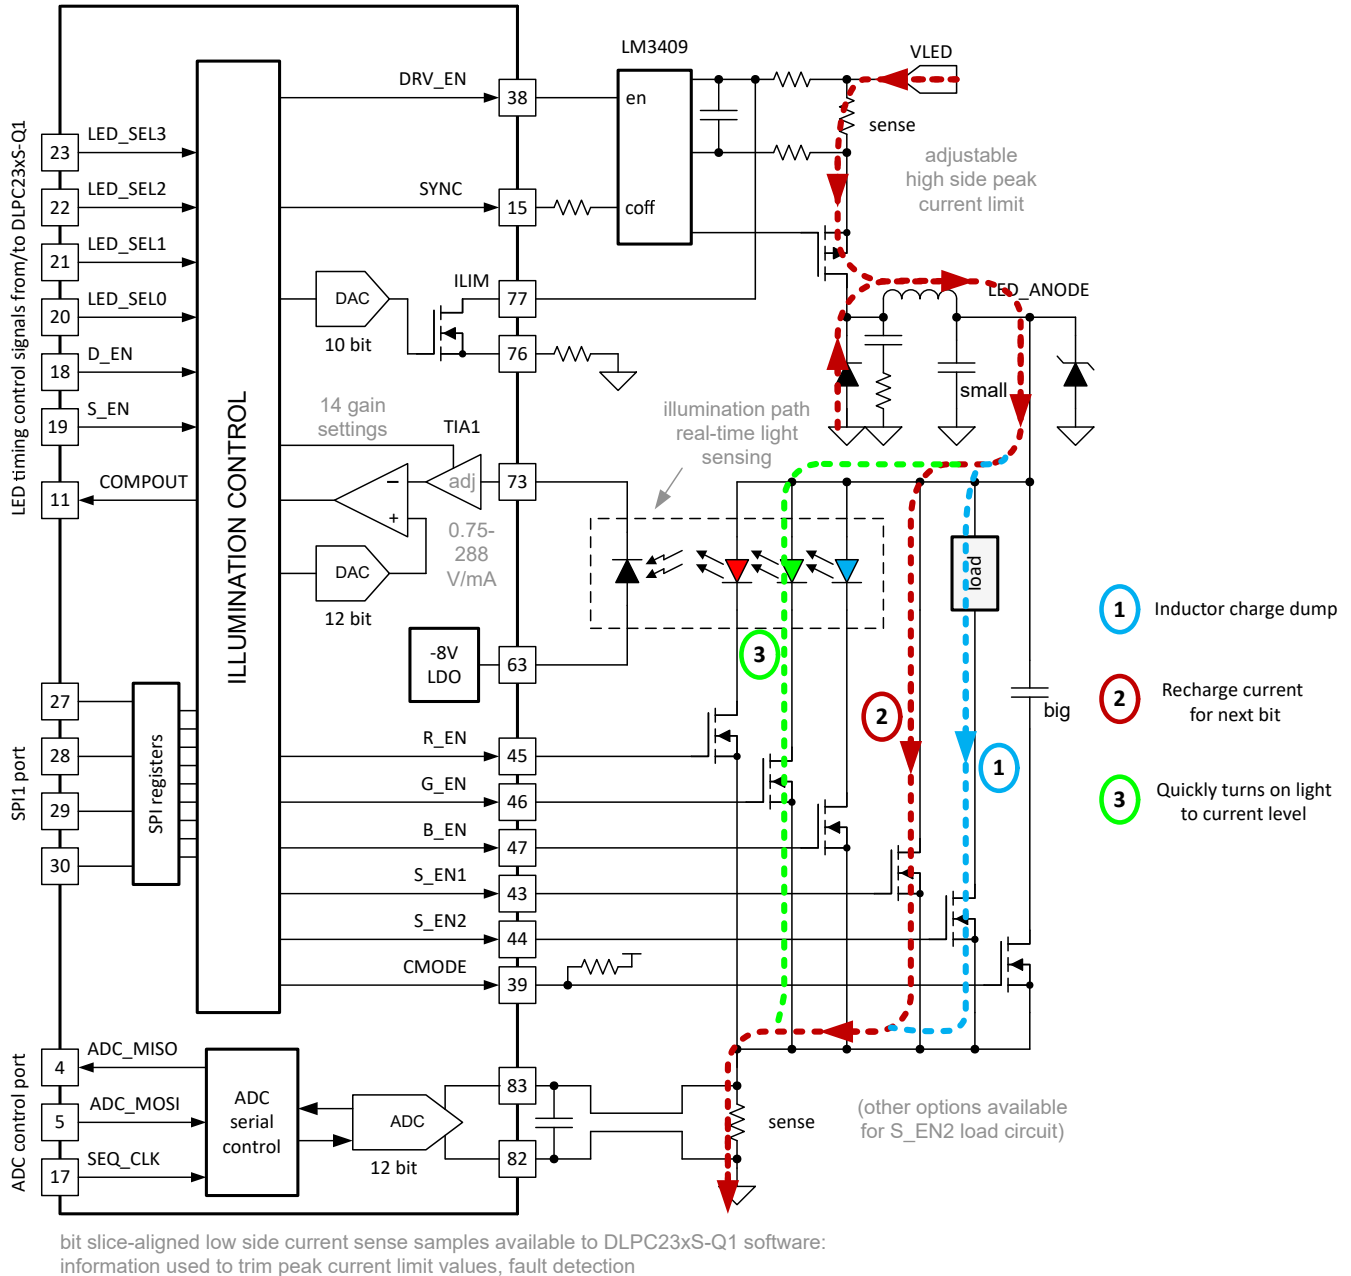 LM3409
VLED
DRV_EN
38
en
LED_SEL3
23
sense
adjustable
high side peak
current limit
LED_SEL2
22
SYNC
15
coff
LED_SEL1
21
LED_SEL0
20
DAC
10 bit
ILIM
77
LED_ANODE
D_EN
18
76
small
S_EN
19
14 gain
settings
TIA1
illumination path
real-time light
sensing
COMPOUT
11
adj
73
−
+
0.75-
288
V/mA
DAC
12 bit
load
LED timing control signals from/to DLPC23xS-Q1
ILLUMINATION CONTROL
-8V
LDO
63
1
Inductor charge dump
3
2
Recharge current
for next bit
2
big
1
3
Quickly turns on light
to current level
SPI1 port
27
28
29
30
SPI registers
R_EN
45
G_EN
46
B_EN
47
S_EN1
43
S_EN2
44
CMODE
39
ADC control port
ADC_MISO
4
ADC_MOSI
5
SEQ_CLK
17
ADC
serial
control
ADC
12 bit
83
82
sense
(other options available
for S_EN2 load circuit)
bit slice-aligned low side current sense samples available to DLPC23xS-Q1 software:
information used to trim peak current limit values, fault detection